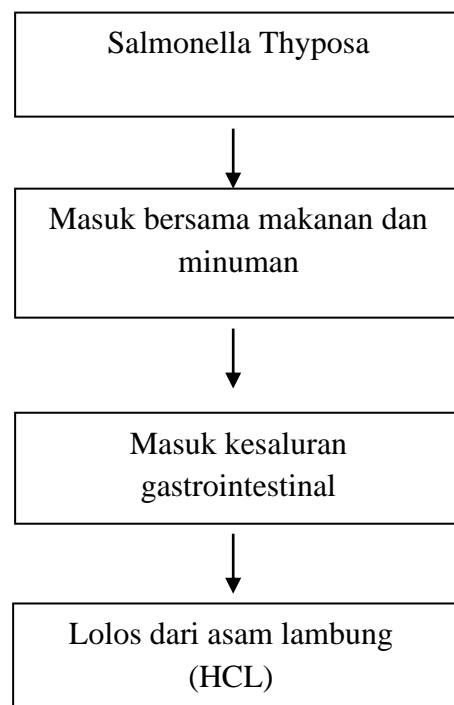 Salmonella Thyposa
Masuk bersama makanan dan
minuman
Masuk kesaluran
gastrointestinal
Lolos dari asam lambung
(HCL)